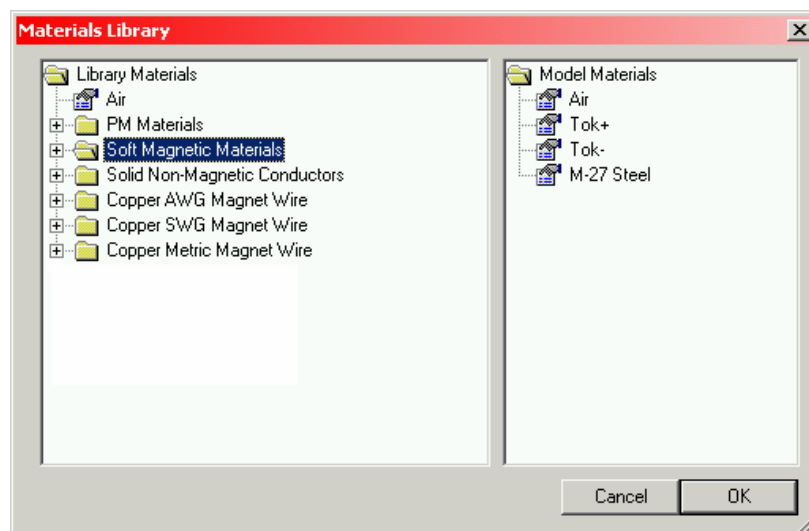 Materials Library
Library Materials
Air
PM Materials
Soft Magnetic Materials
Solid Non-Magnetic Conductors
Copper AWG Magnet Wire
Copper SWG Magnet Wire
Copper Metric Magnet Wire
Model Materials
Air
Tok+
Tok-
M-27 Steel
Cancel
OK